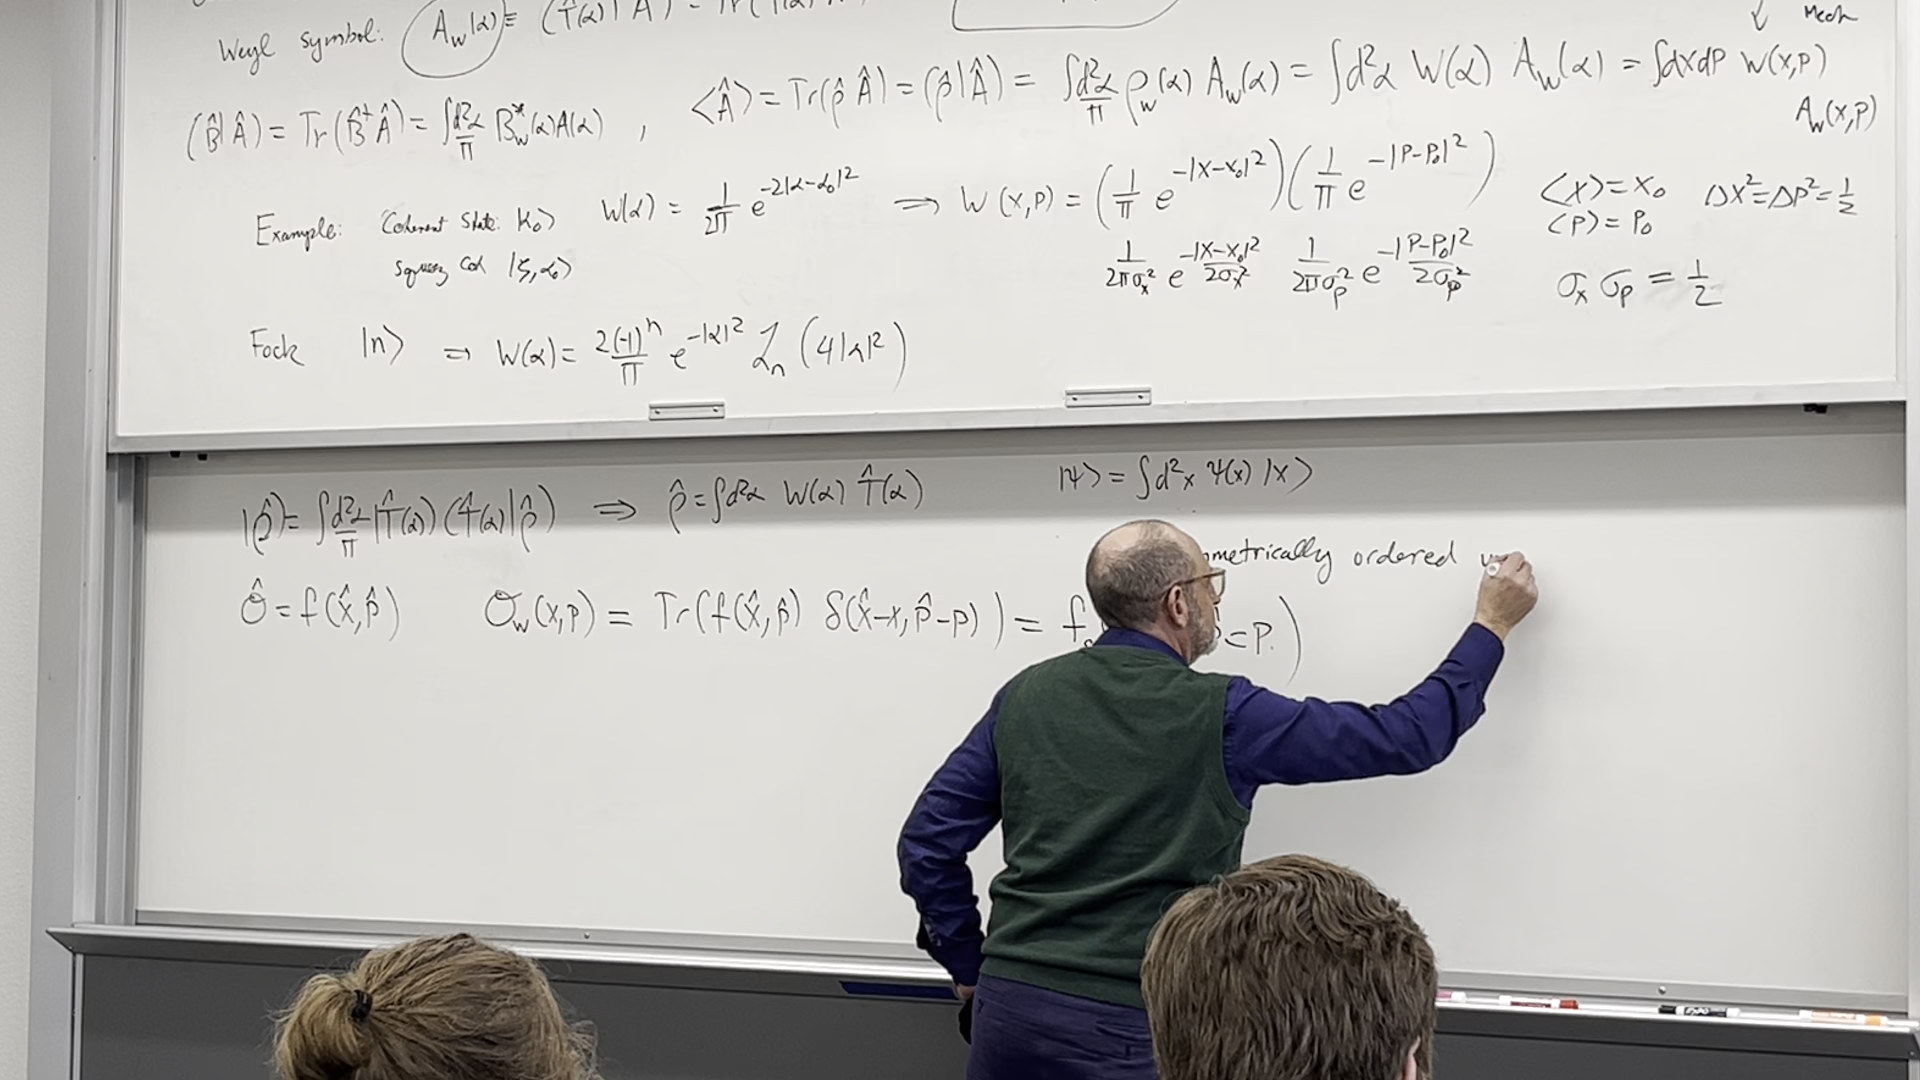 Weyl symbol: A_w(α) ≡ (T̂(α)|Â) = Tr(T̂(α)
↓ Mech
(B̂|Â) = Tr(B̂†Â) = ∫d²α/π B_w*(α)A(α) , ⟨Â⟩ = Tr(ρ̂ Â) = (ρ̂|Â) = ∫d²α/π ρ_w(α) A_w(α) = ∫d²α W(α) A_w(α) = ∫dxdp W(x,p)
A_w(x,p)
Example: Coherent State: |α₀⟩ W(α) = 1/2π e^{-2|α-α₀|²} ⇒ W(x,p) = (1/π e^{-|x-x₀|²})(1/π e^{-|p-p₀|²}) ⟨x⟩ = x₀ Δx² = Δp² = 1/2
⟨p⟩ = p₀
squeez coh |ξ,α₀⟩ 1/2πσ_x² e^{-|x-x₀|²/2σ_x²} 1/2πσ_p² e^{-|p-p₀|²/2σ_p²} σ_x σ_p = 1/2
Fock |n⟩ ⇒ W(α) = 2(-1)ⁿ/π e^{-|α|²} L_n (4|α|²)
|ρ̂) = ∫d²α/π |T̂(α))(T̂(α)|ρ̂) ⇒ ρ̂ = ∫d²α W(α) T̂(α) |ψ⟩ = ∫d²x ψ(x) |x⟩
metrically ordered
Ô = f(x̂,p̂) O_w(x,p) = Tr(f(x̂,p̂) δ(x̂-x,p̂-p)) = f = p.)